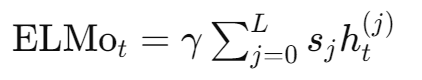 ELMo_t = γ ∑_{j=0}^{L} s_j h_t^{(j)}